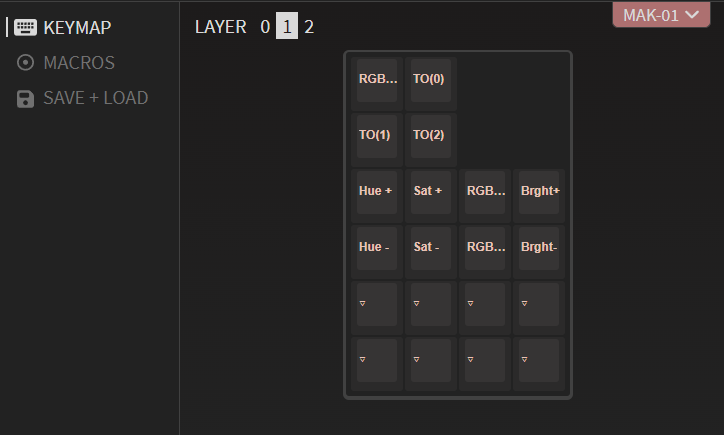 KEYMAP
MACROS
SAVE + LOAD
LAYER 0 1 2
MAK-01
RGB... TO(0)
TO(1) TO(2)
Hue + Sat + RGB... Brght+
Hue - Sat - RGB... Brght-
▽ ▽ ▽ ▽
▽ ▽ ▽ ▽